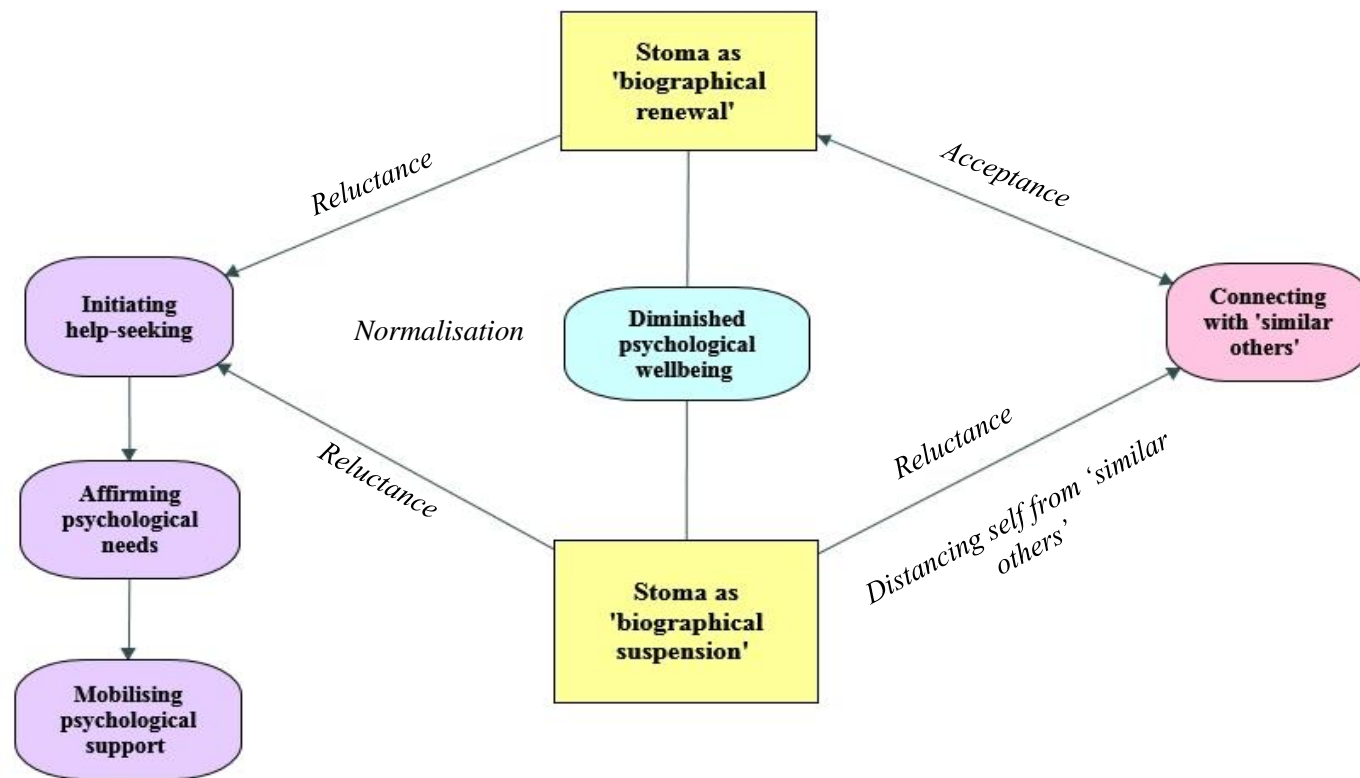 Stoma as
'biographical
renewal'
Reluctance
Acceptance
Initiating
help-seeking
Normalisation
Diminished
psychological
wellbeing
Connecting
with 'similar
others'
Reluctance
Reluctance
Distancing self from ‘similar
others’
Affirming
psychological
needs
Stoma as
'biographical
suspension'
Mobilising
psychological
support